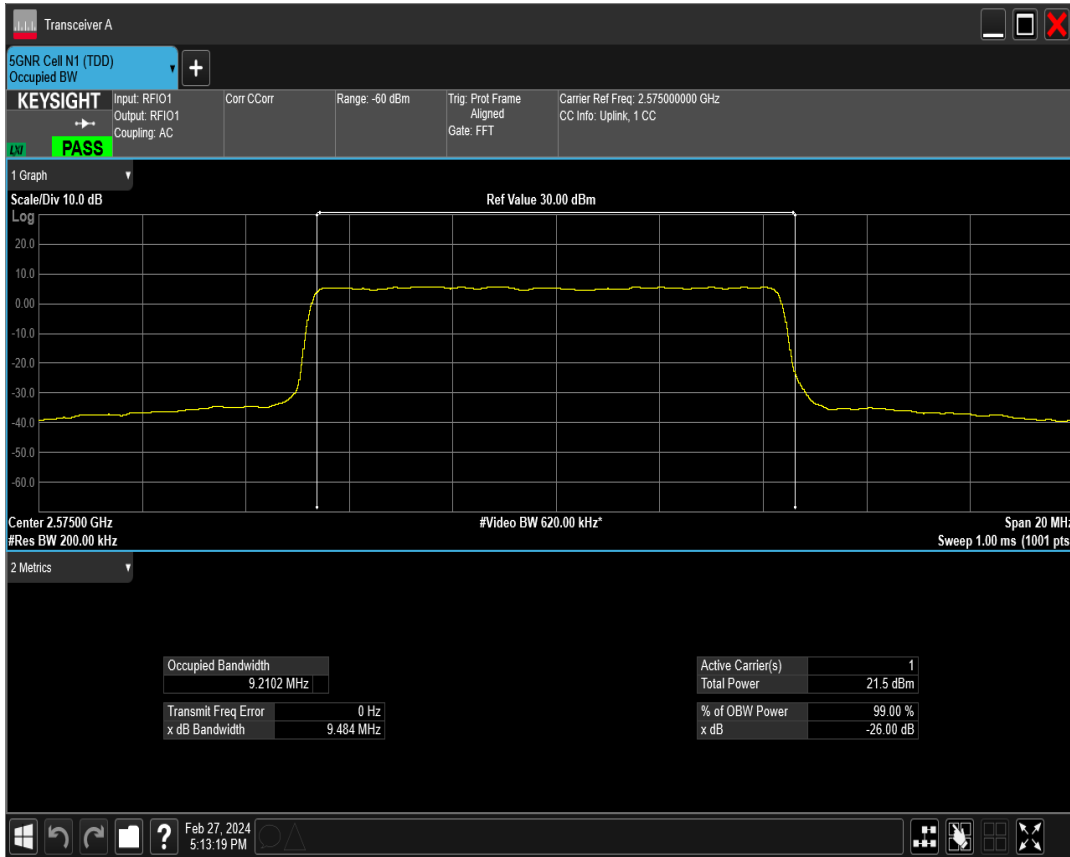 Transceiver A
5GNR Cell N1 (TDD)
Occupied BW
+
KEYSIGHT
LXI
PASS
Input: RFIO1
Output: RFIO1
Coupling: AC
Corr CCorr
Range: -60 dBm
Trig: Prot Frame
Aligned
Gate: FFT
Carrier Ref Freq: 2.575000000 GHz
CC Info: Uplink, 1 CC
1 Graph
Scale/Div 10.0 dB
Ref Value 30.00 dBm
Log
20.0
10.0
0.00
-10.0
-20.0
-30.0
-40.0
-50.0
-60.0
Center 2.57500 GHz
#Video BW 620.00 kHz*
Span 20 MHz
#Res BW 200.00 kHz
Sweep 1.00 ms (1001 pts
2 Metrics
Occupied Bandwidth
9.2102 MHz
Transmit Freq Error 0 Hz
x dB Bandwidth 9.484 MHz
Active Carrier(s) 1
Total Power 21.5 dBm
% of OBW Power 99.00 %
x dB -26.00 dB
?
Feb 27, 2024
5:13:19 PM